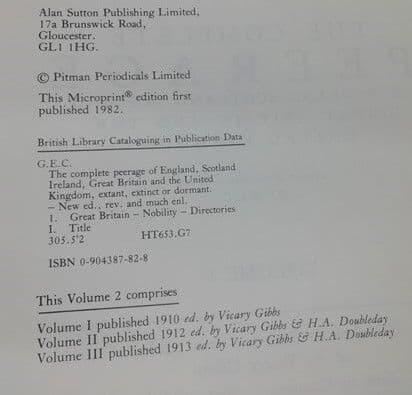 Alan Sutton Publishing Limited,
17a Brunswick Road,
Gloucester.
GL1 1HG.
© Pitman Periodicals Limited
This Microprint® edition first
published 1982.
British Library Cataloguing in Publication Data
G.E.C.
The complete peerage of England, Scotland
Ireland, Great Britain and the United
Kingdom, extant, extinct or dormant.
– New ed., rev. and much enl.
1. Great Britain – Nobility – Directories
I. Title
305.5'2 HT653.G7
ISBN 0-904387-82-8
This Volume 2 comprises
Volume I published 1910 ed. by Vicary Gibbs
Volume II published 1912 ed. by Vicary Gibbs & H.A. Doubleday
Volume III published 1913 ed. by Vicary Gibbs & H.A. Doubleday